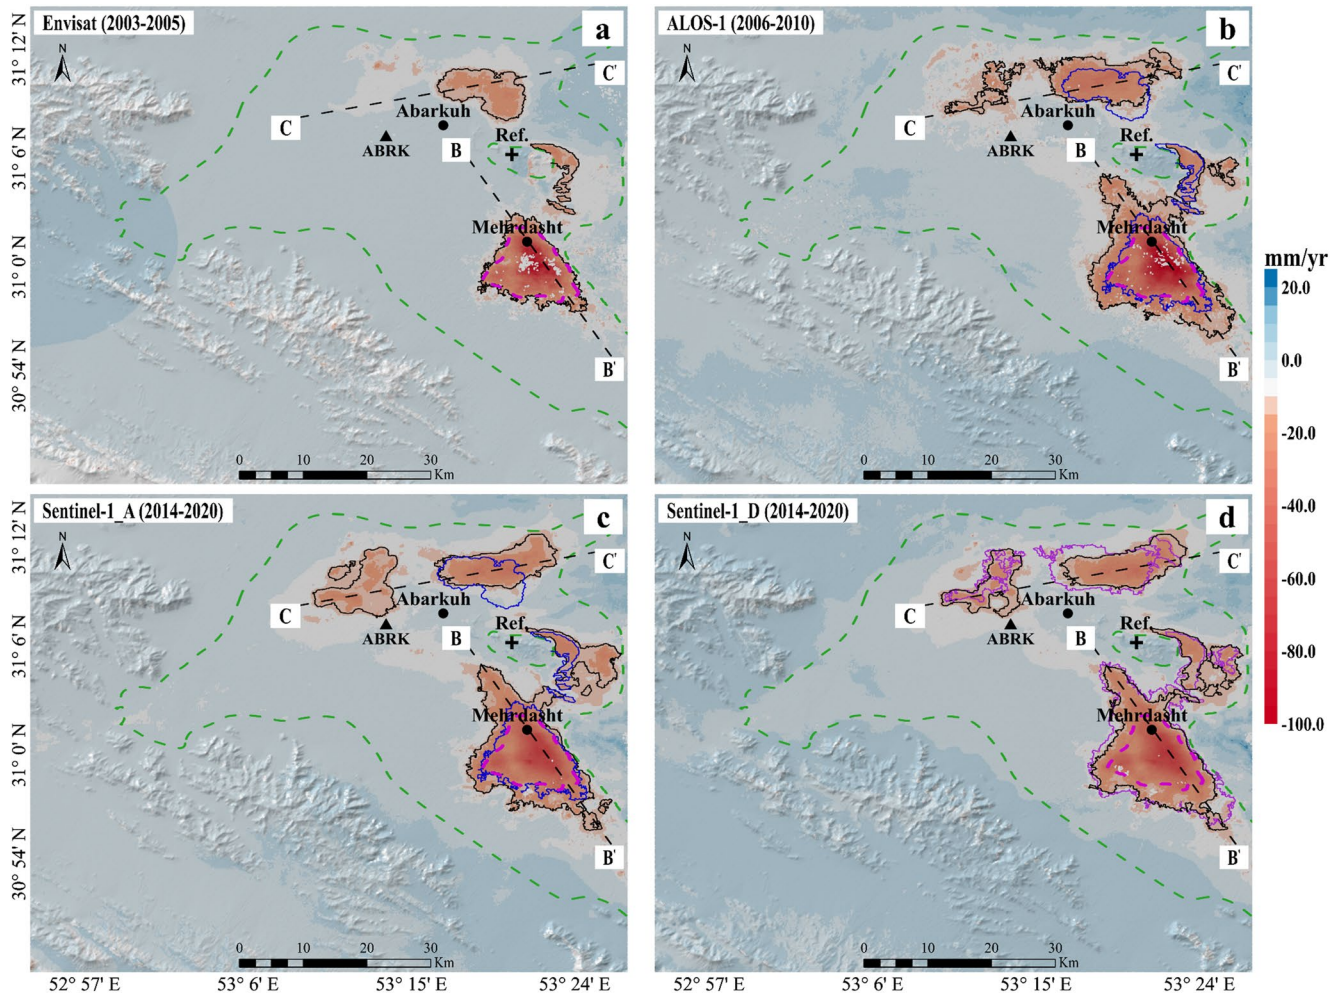 Envisat (2003-2005)
a
N
C'
C
Abarkuh
ABRK
B
Ref.
Mehrdasht
B'
0 10 20 30
Km
31° 12' N
31° 6' N
31° 0' N
30° 54' N
ALOS-1 (2006-2010)
b
N
C'
C
Abarkuh
ABRK
B
Ref.
Mehrdasht
B'
0 10 20 30
Km
mm/yr
20.0
0.0
-20.0
-40.0
-60.0
-80.0
-100.0
Sentinel-1_A (2014-2020)
c
N
C'
C
Abarkuh
ABRK
B
Ref.
Mehrdasht
B'
0 10 20 30
Km
31° 12' N
31° 6' N
31° 0' N
30° 54' N
52° 57' E 53° 6' E 53° 15' E 53° 24' E
Sentinel-1_D (2014-2020)
d
N
C'
C
Abarkuh
ABRK
B
Ref.
Mehrdasht
B'
0 10 20 30
Km
52° 57' E 53° 6' E 53° 15' E 53° 24' E